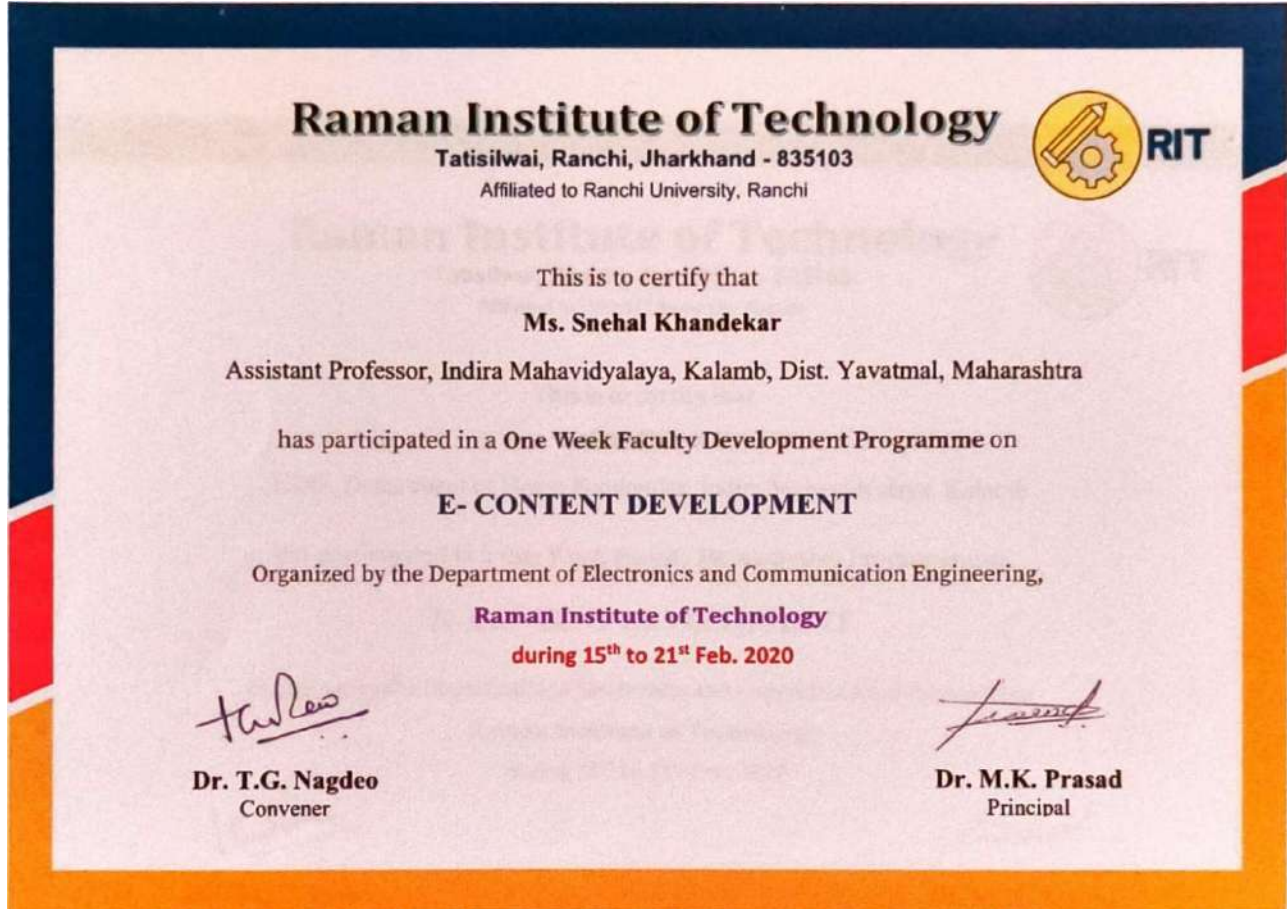 Raman Institute of Technology
RIT
Tatisilwai, Ranchi, Jharkhand - 835103
Affiliated to Ranchi University, Ranchi
This is to certify that
Ms. Snehal Khandekar
Assistant Professor, Indira Mahavidyalaya, Kalamb, Dist. Yavatmal, Maharashtra
has participated in a One Week Faculty Development Programme on
E- CONTENT DEVELOPMENT
Organized by the Department of Electronics and Communication Engineering,
Raman Institute of Technology
during 15th to 21st Feb. 2020
Dr. T.G. Nagdeo
Convener
Dr. M.K. Prasad
Principal